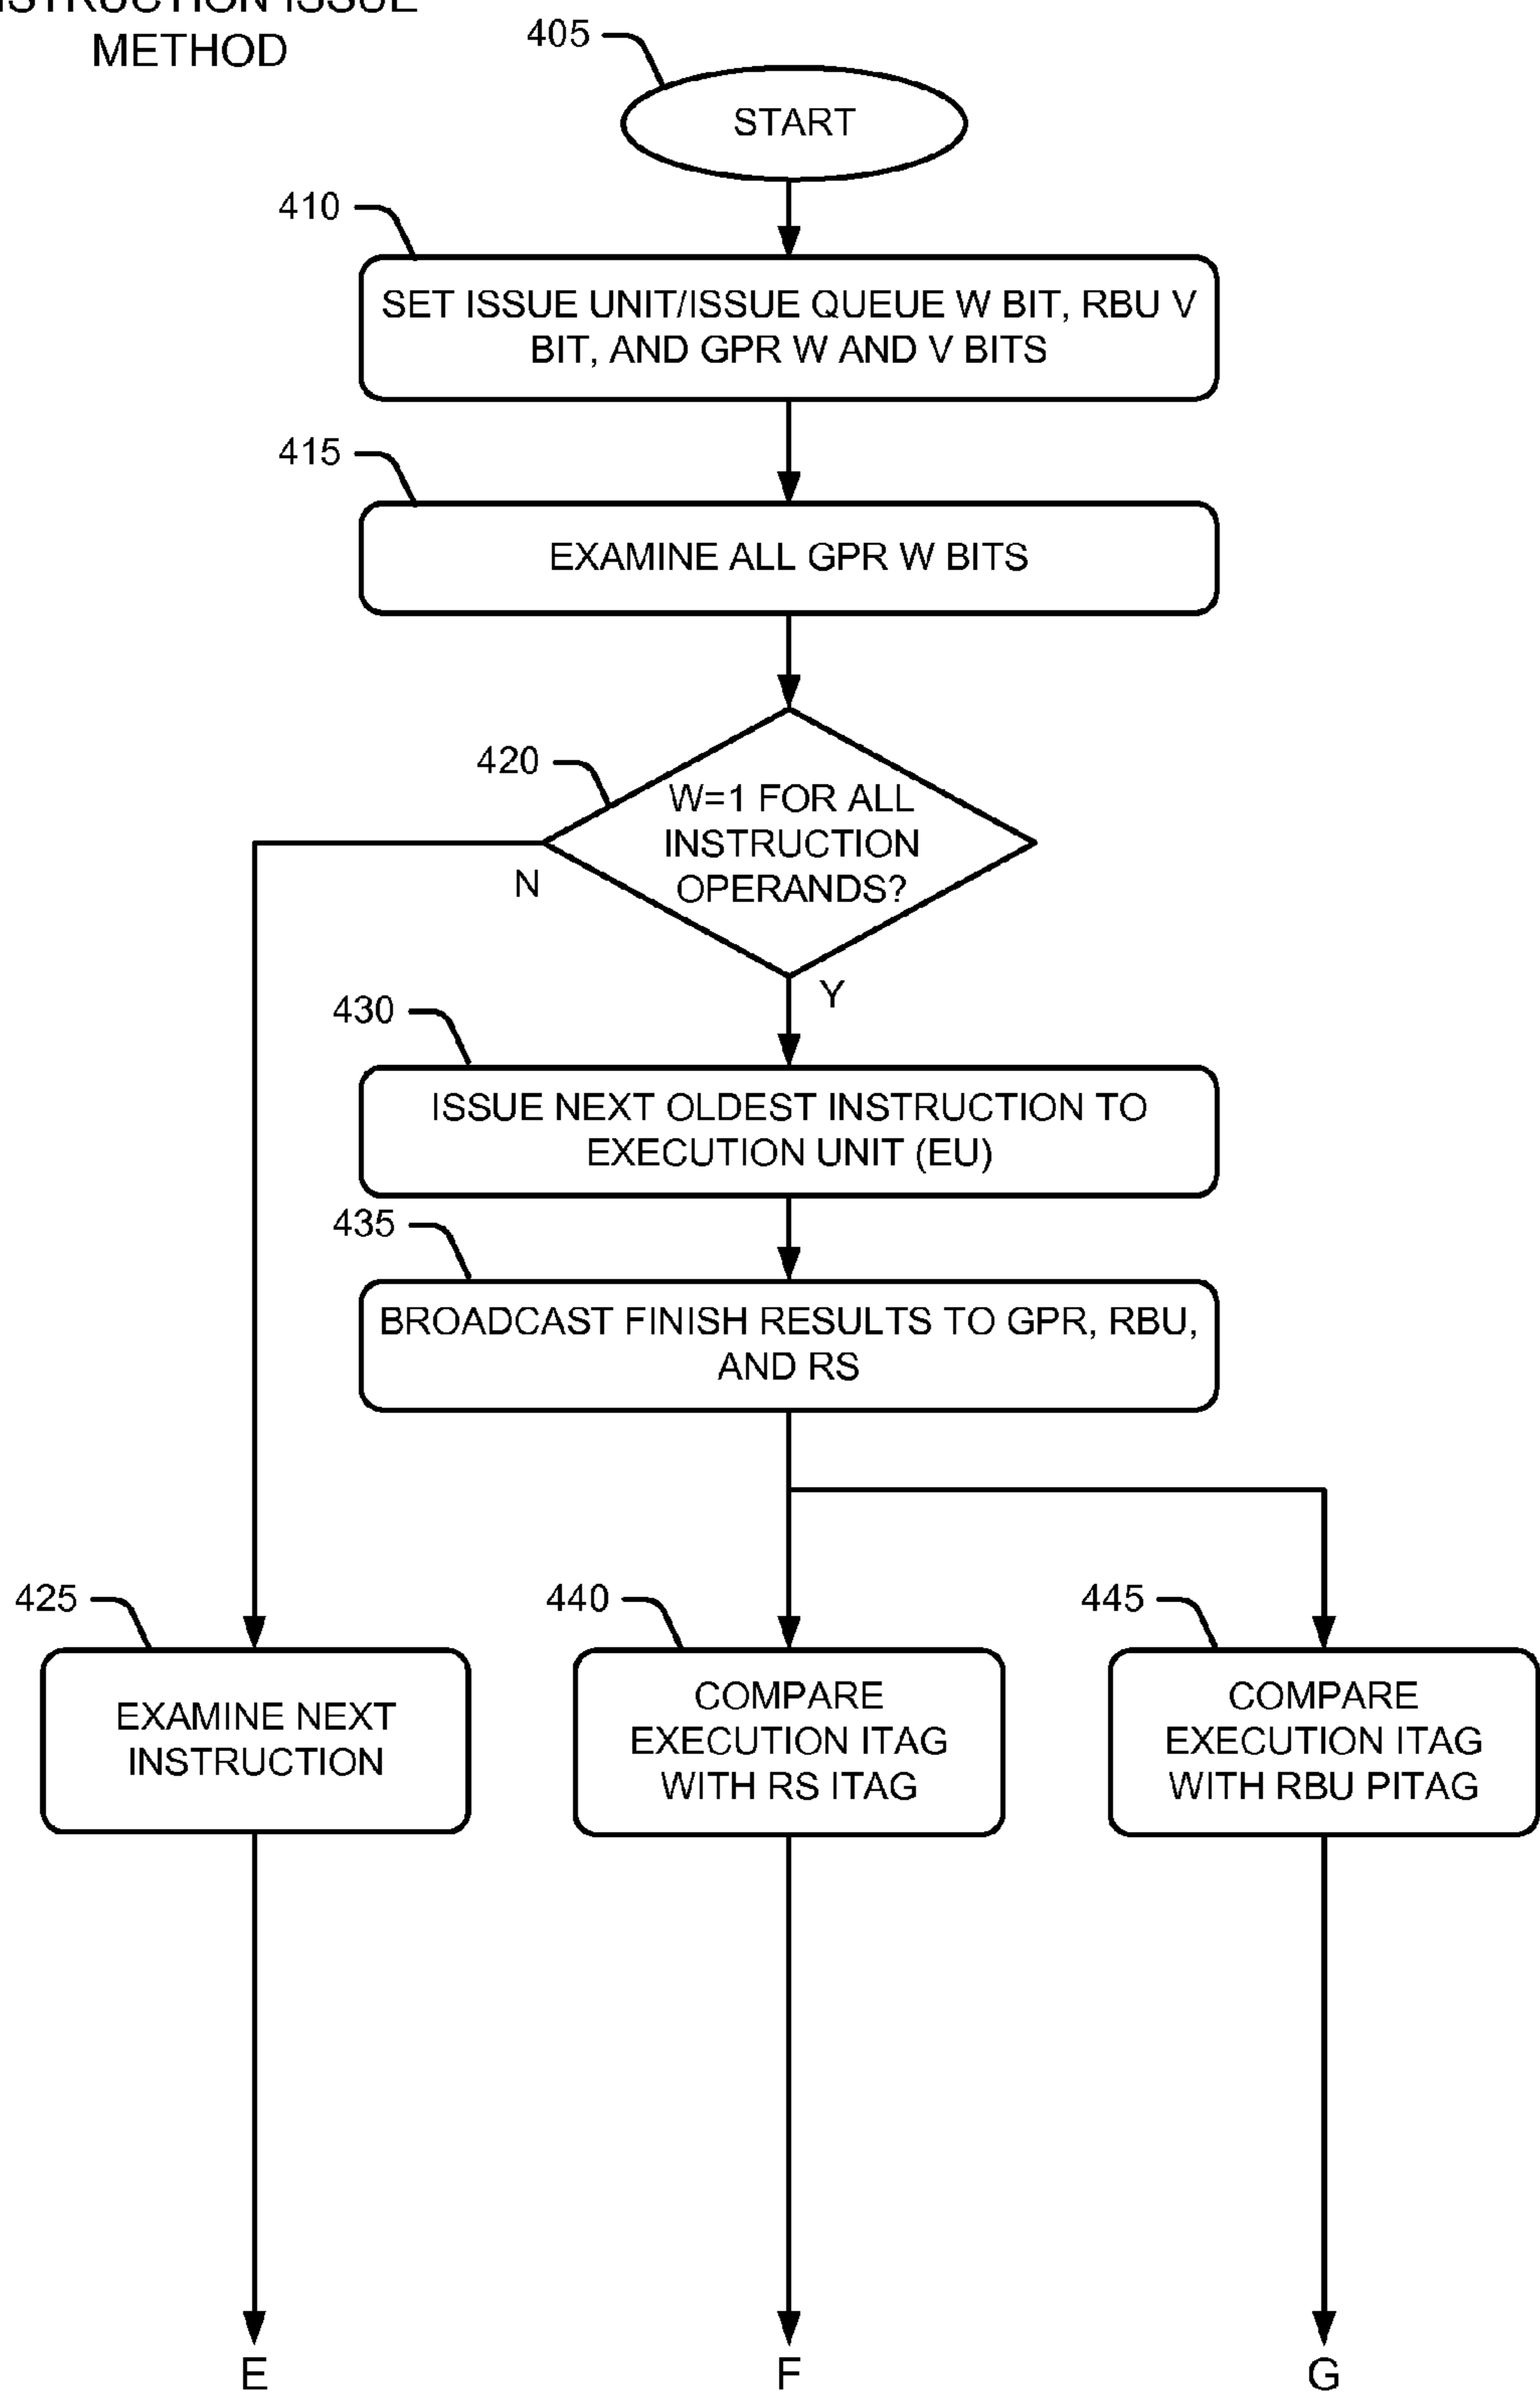 METHOD
405
START
410
SET ISSUE UNIT/ISSUE QUEUE W BIT, RBU V
BIT, AND GPR W AND V BITS
415
EXAMINE ALL GPR W BITS
420
W=1 FOR ALL
INSTRUCTION
OPERANDS?
N
Y
430
ISSUE NEXT OLDEST INSTRUCTION TO
EXECUTION UNIT (EU)
435
BROADCAST FINISH RESULTS TO GPR, RBU,
AND RS
425
EXAMINE NEXT
INSTRUCTION
440
COMPARE
EXECUTION ITAG
WITH RS ITAG
445
COMPARE
EXECUTION ITAG
WITH RBU PITAG
E
F
G